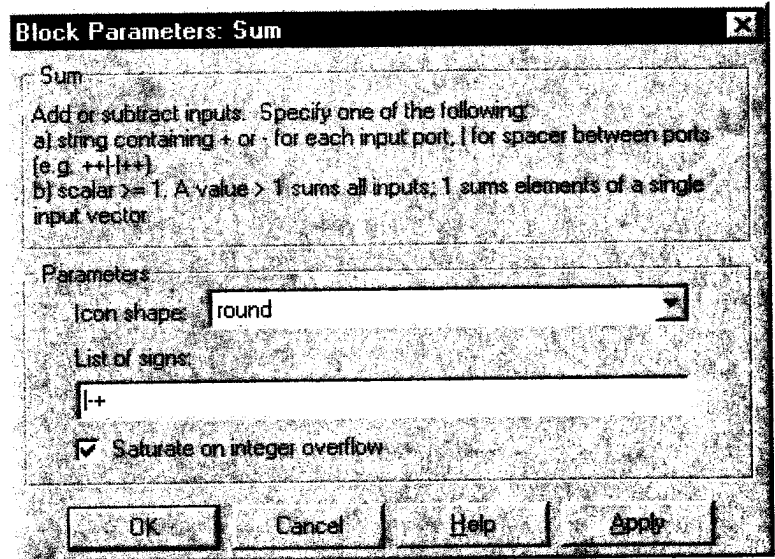 Block Parameters: Sum
Sum
Add or subtract inputs. Specify one of the following:
a) string containing + or - for each input port, | for spacer between ports
(e.g. ++|-|++)
b) scalar >= 1. A value > 1 sums all inputs; 1 sums elements of a single
input vector
Parameters
Icon shape: round
List of signs:
|-+
Saturate on integer overflow
OK Cancel Help Apply